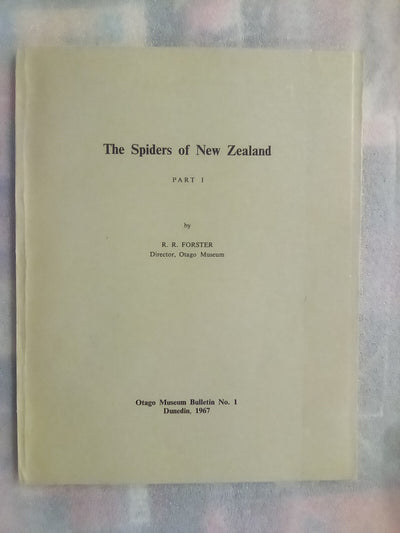 The Spiders of New Zealand
PART I
by
R. R. FORSTER
Director, Otago Museum
Otago Museum Bulletin No. 1
Dunedin, 1967